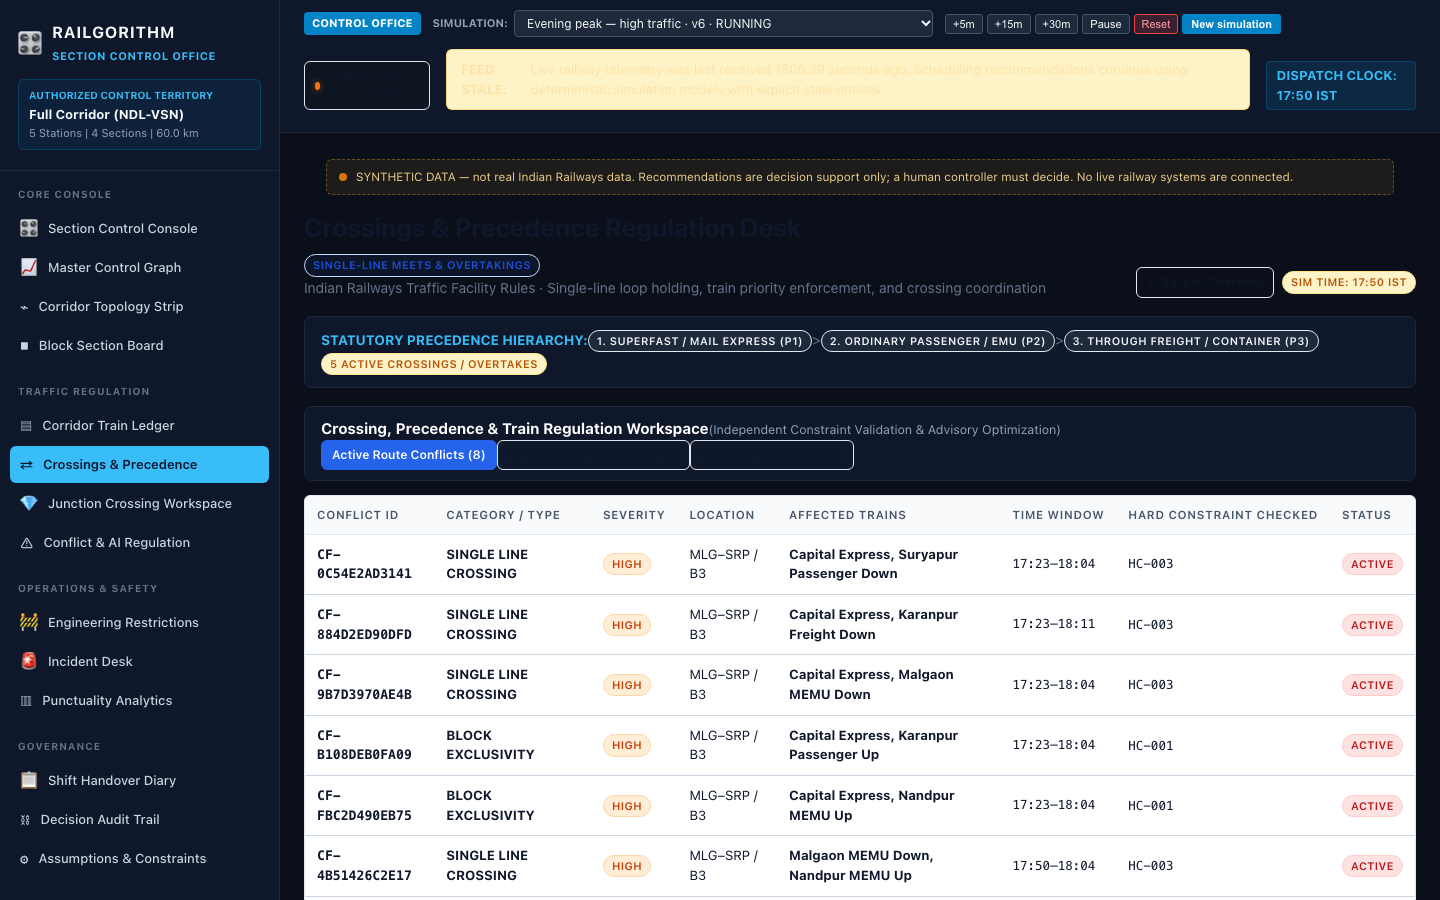 RAILGORITHM
SECTION CONTROL OFFICE
AUTHORIZED CONTROL TERRITORY
Full Corridor (NDL-VSN)
5 Stations | 4 Sections | 60.0 km
CORE CONSOLE
Section Control Console
Master Control Graph
Corridor Topology Strip
Block Section Board
TRAFFIC REGULATION
Corridor Train Ledger
Crossings & Precedence
Junction Crossing Workspace
Conflict & AI Regulation
OPERATIONS & SAFETY
Engineering Restrictions
Incident Desk
Punctuality Analytics
GOVERNANCE
Shift Handover Diary
Decision Audit Trail
Assumptions & Constraints
CONTROL OFFICE SIMULATION: Evening peak — high traffic · v6 · RUNNING +5m +15m +30m Pause Reset New simulation
FEED STALE: Live railway telemetry was last received 1500.39 seconds ago. Scheduling recommendations continue using
deterministic simulation models with explicit stale notices.
DISPATCH CLOCK:
17:50 IST
SYNTHETIC DATA — not real Indian Railways data. Recommendations are decision support only; a human controller must decide. No live railway systems are connected.
Crossings & Precedence Regulation Desk
SINGLE-LINE MEETS & OVERTAKINGS
Indian Railways Traffic Facility Rules · Single-line loop holding, train priority enforcement, and crossing coordination
SIM TIME: 17:50 IST
STATUTORY PRECEDENCE HIERARCHY: 1. SUPERFAST / MAIL EXPRESS (P1) > 2. ORDINARY PASSENGER / EMU (P2) > 3. THROUGH FREIGHT / CONTAINER (P3)
5 ACTIVE CROSSINGS / OVERTAKES
Crossing, Precedence & Train Regulation Workspace (Independent Constraint Validation & Advisory Optimization)
Active Route Conflicts (8)
CONFLICT ID CATEGORY / TYPE SEVERITY LOCATION AFFECTED TRAINS TIME WINDOW HARD CONSTRAINT CHECKED STATUS
CF-0C54E2AD3141 SINGLE LINE CROSSING HIGH MLG–SRP / B3 Capital Express, Suryapur Passenger Down 17:23–18:04 HC-003 ACTIVE
CF-884D2ED90DFD SINGLE LINE CROSSING HIGH MLG–SRP / B3 Capital Express, Karanpur Freight Down 17:23–18:11 HC-003 ACTIVE
CF-9B7D3970AE4B SINGLE LINE CROSSING HIGH MLG–SRP / B3 Capital Express, Malgaon MEMU Down 17:23–18:04 HC-003 ACTIVE
CF-B108DEB0FA09 BLOCK EXCLUSIVITY HIGH MLG–SRP / B3 Capital Express, Karanpur Passenger Up 17:23–18:04 HC-001 ACTIVE
CF-FBC2D490EB75 BLOCK EXCLUSIVITY HIGH MLG–SRP / B3 Capital Express, Nandpur MEMU Up 17:23–18:04 HC-001 ACTIVE
CF-4B51426C2E17 SINGLE LINE CROSSING HIGH MLG–SRP / B3 Malgaon MEMU Down, Nandpur MEMU Up 17:50–18:04 HC-003 ACTIVE